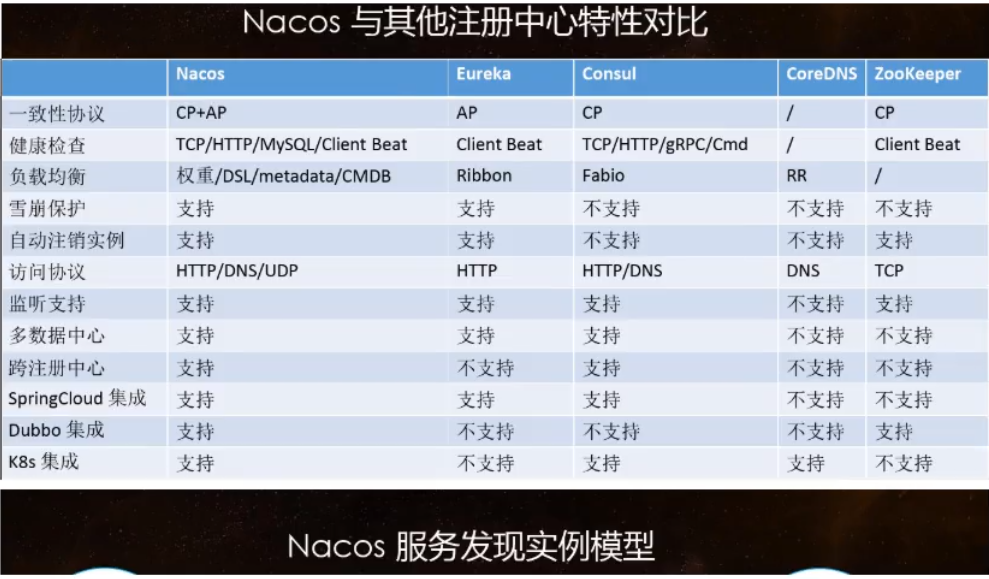 Nacos 与其他注册中心特性对比
Nacos Eureka Consul CoreDNS ZooKeeper
一致性协议 CP+AP AP CP / CP
健康检查 TCP/HTTP/MySQL/Client Beat Client Beat TCP/HTTP/gRPC/Cmd / Client Beat
负载均衡 权重/DSL/metadata/CMDB Ribbon Fabio RR /
雪崩保护 支持 支持 不支持 不支持 不支持
自动注销实例 支持 支持 不支持 不支持 支持
访问协议 HTTP/DNS/UDP HTTP HTTP/DNS DNS TCP
监听支持 支持 支持 支持 不支持 支持
多数据中心 支持 支持 支持 不支持 不支持
跨注册中心 支持 不支持 支持 不支持 不支持
SpringCloud 集成 支持 支持 支持 不支持 不支持
Dubbo 集成 支持 不支持 不支持 不支持 支持
K8s 集成 支持 不支持 支持 支持 不支持
Nacos 服务发现实例模型